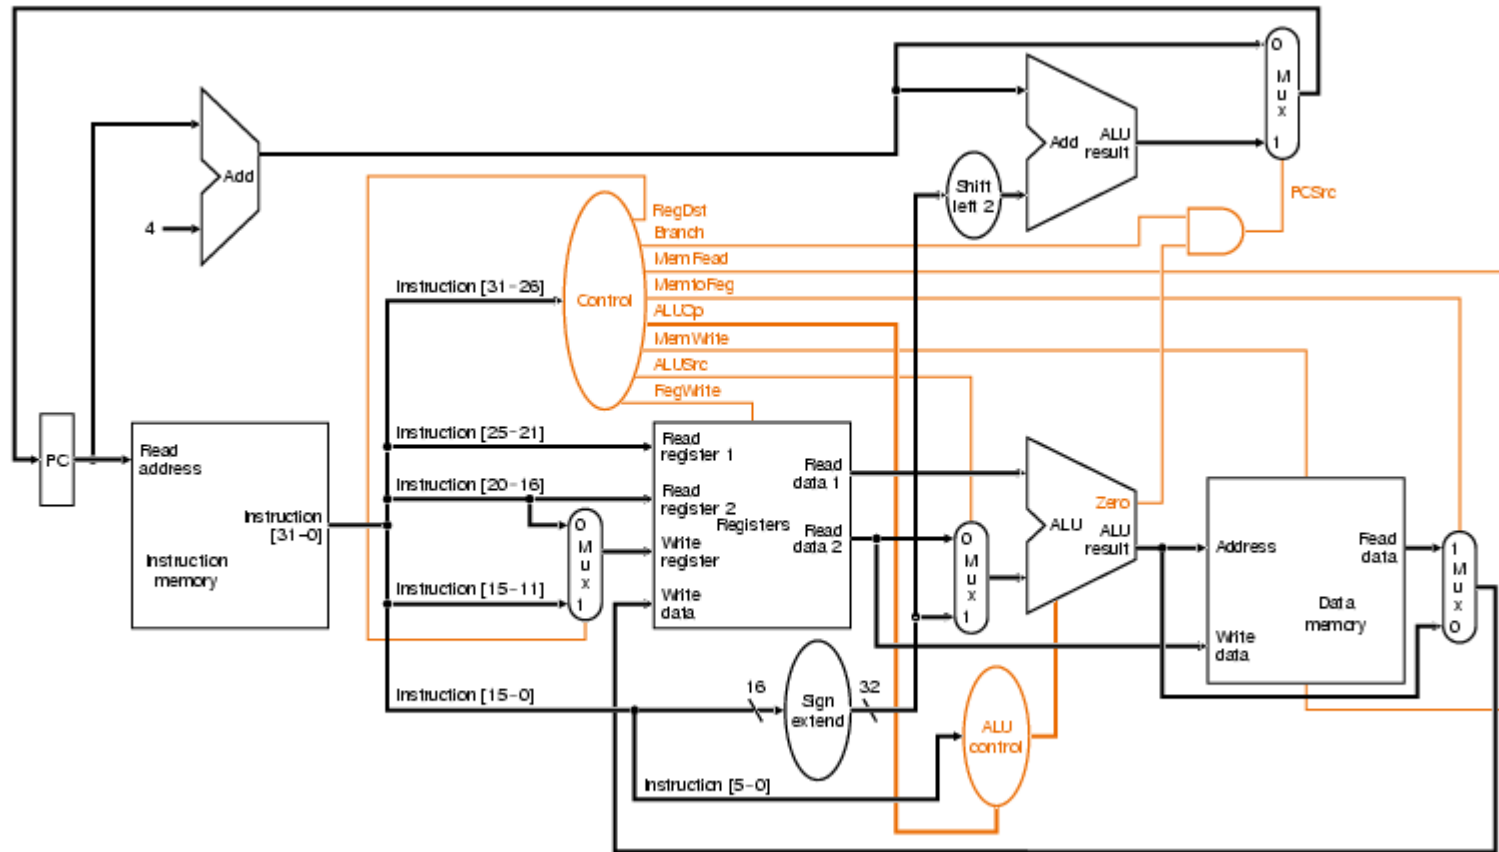 0
M
u
x
1
Add
ALU
result
Add
4
Shift
left 2
PCSrc
RegDst
Branch
MemRead
MemtoReg
ALUOp
MemWrite
ALUSrc
RegWrite
Control
Instruction [31-26]
Instruction [25-21]
Instruction [20-16]
Instruction [15-11]
Instruction [15-0]
Instruction [5-0]
PC
Read
address
Instruction
[31-0]
Instruction
memory
0
M
u
x
1
Read
register 1
Read
register 2
Write
register
Write
data
Registers
Read
data 1
Read
data 2
0
M
u
x
1
Zero
ALU
ALU
result
Address
Write
data
Read
data
Data
memory
1
M
u
x
0
16
Sign
extend
32
ALU
control